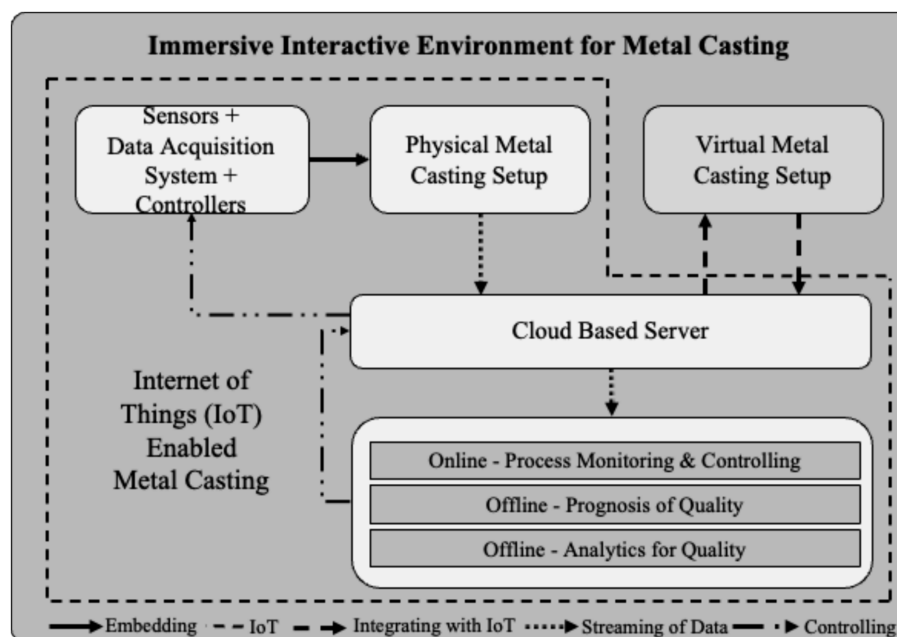 Immersive Interactive Environment for Metal Casting
Sensors +
Data Acquisition
System +
Controllers
Physical Metal
Casting Setup
Virtual Metal
Casting Setup
Cloud Based Server
Internet of
Things (IoT)
Enabled
Metal Casting
Online - Process Monitoring & Controlling
Offline - Prognosis of Quality
Offline - Analytics for Quality
Embedding IoT Integrating with IoT Streaming of Data Controlling